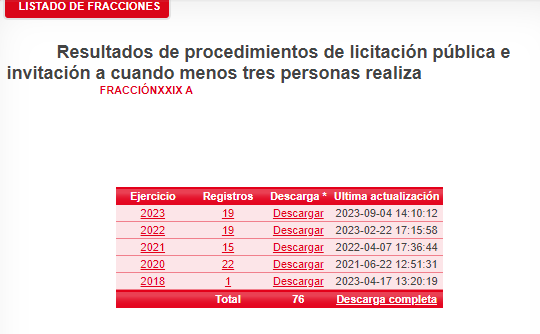 LISTADO DE FRACCIONES
Resultados de procedimientos de licitación pública e
invitación a cuando menos tres personas realiza
FRACCIÓNXXIX A
Ejercicio Registros Descarga * Ultima actualización
2023 19 Descargar 2023-09-04 14:10:12
2022 19 Descargar 2023-02-22 17:15:58
2021 15 Descargar 2022-04-07 17:36:44
2020 22 Descargar 2021-06-22 12:51:31
2018 1 Descargar 2023-04-17 13:20:19
Total 76 Descarga completa